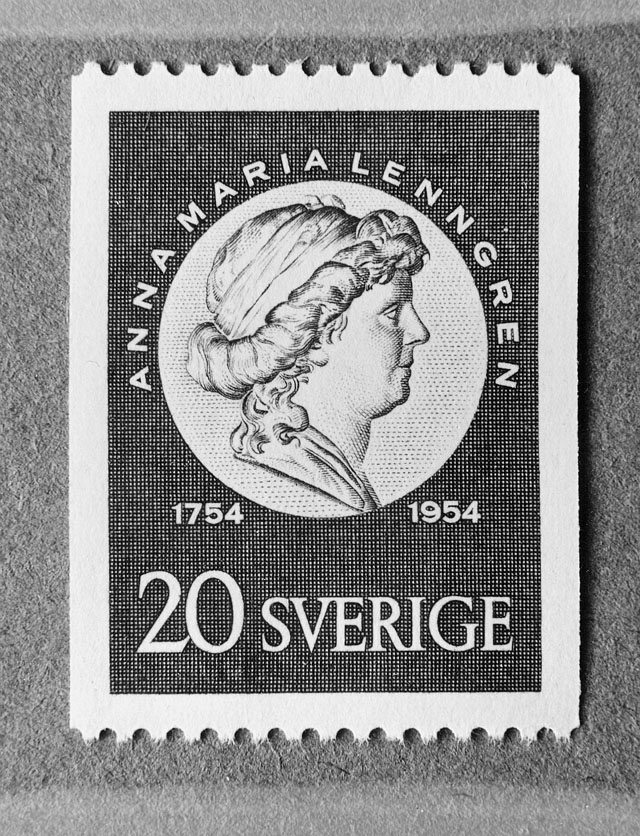 ANNA MARIA LENNGREN
1754 1954
20 SVERIGE